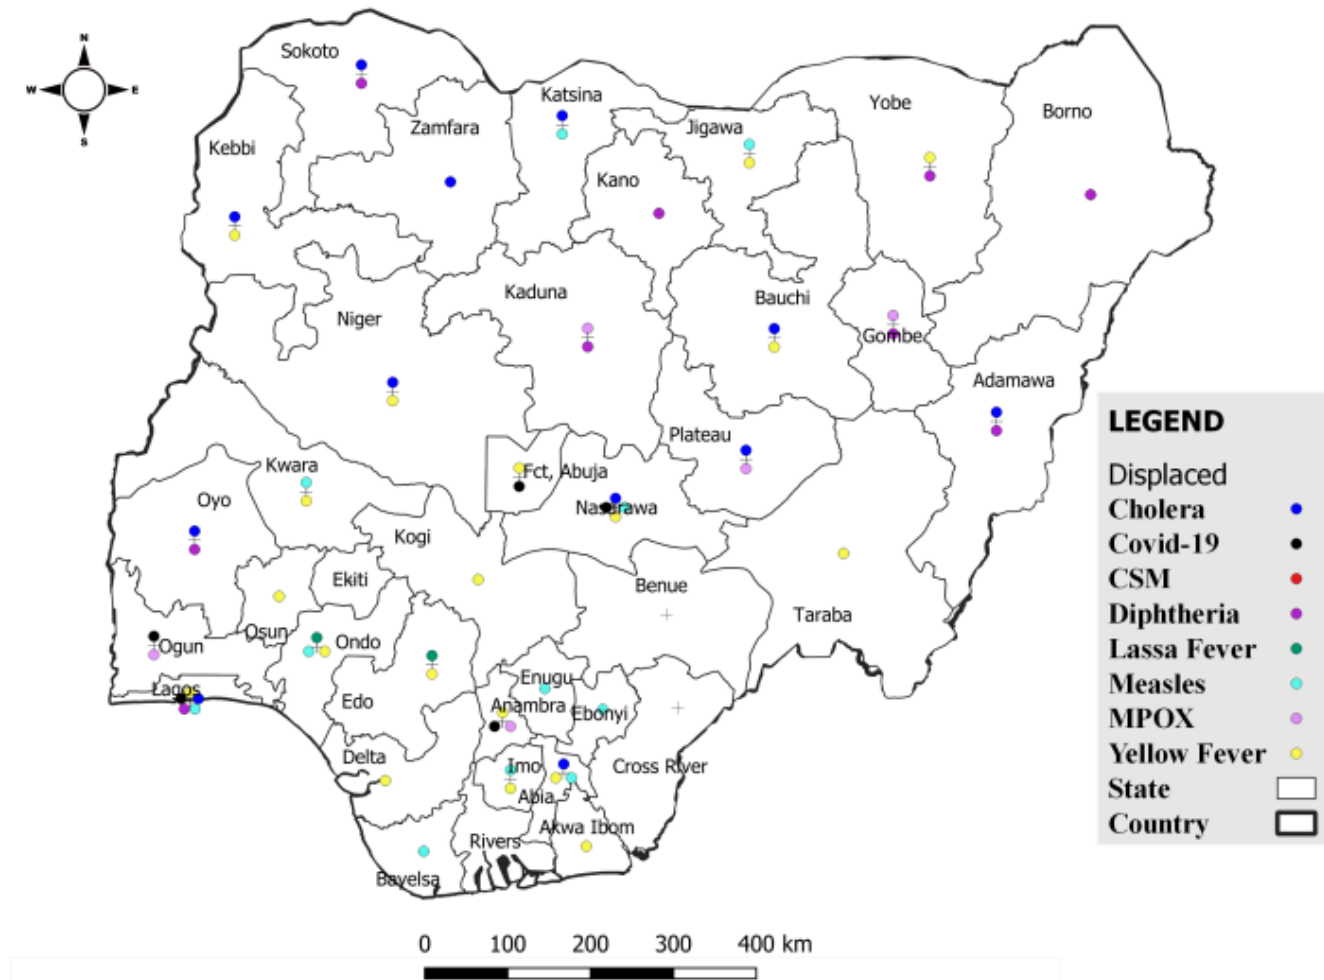 N
W E
S
Sokoto
Katsina
Yobe
Borno
Zamfara
Jigawa
Kebbi
Kano
Kaduna
Bauchi
Niger
Gombe
Adamawa
Plateau
Kwara
Fct, Abuja
Oyo
Nasarawa
Kogi
Ekiti
Benue
Taraba
Osun
Ondo
Ogun
Enugu
Lagos
Edo
Anambra
Ebonyi
Delta
Imo
Cross River
Abia
Akwa Ibom
Rivers
Bayelsa
LEGEND
Displaced
Cholera
Covid-19
CSM
Diphtheria
Lassa Fever
Measles
MPOX
Yellow Fever
State
Country
0 100 200 400 km